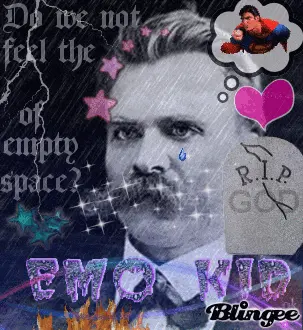 Do we not
feel the
of
empty
space?
R.I.P
GOD
EMO KID
Blingee